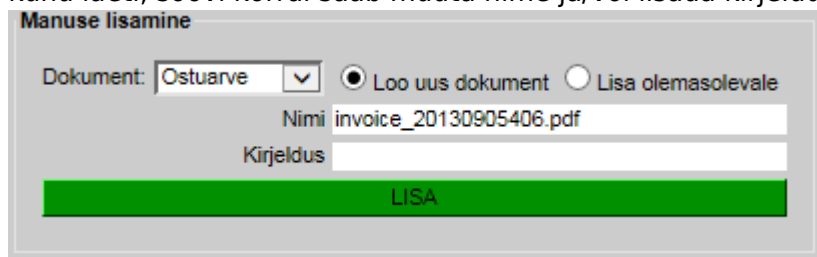 Manuse lisamine
Dokument: Ostuarve Loo uus dokument Lisa olemasolevale
Nimi invoice_20130905406.pdf
Kirjeldus
LISA